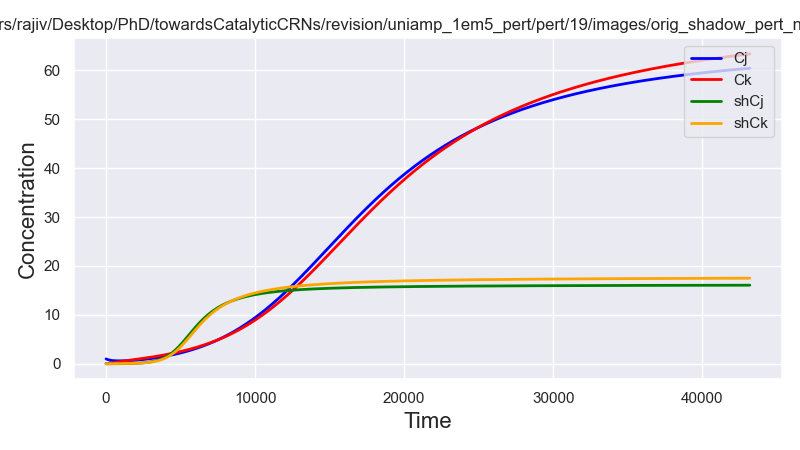 rs/rajiv/Desktop/PhD/towardsCatalyticCRNs/revision/uniamp_1em5_pert/pert/19/images/orig_shadow_pert_n
Cj
Ck
shCj
shCk
Concentration
60
50
40
30
20
10
0
0 10000 20000 30000 40000
Time